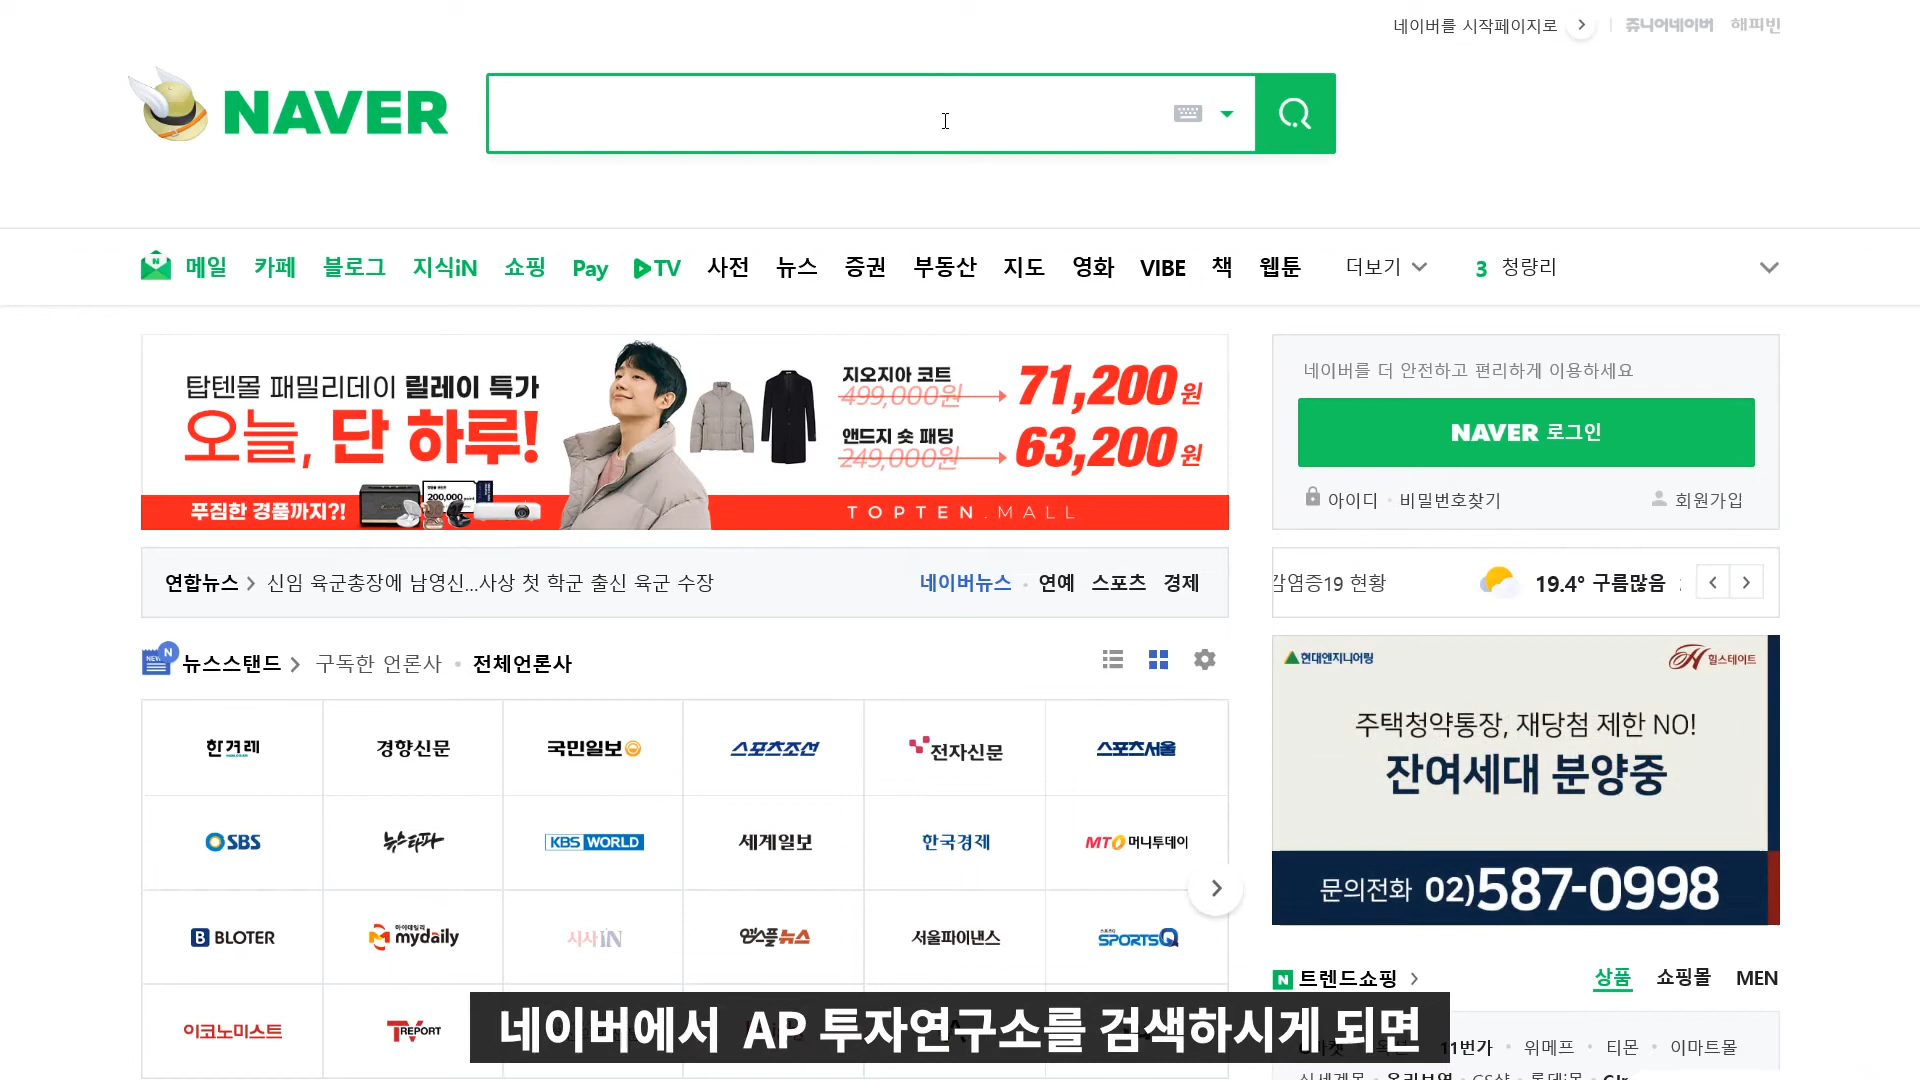 네이버를 시작페이지로
쥬니어네이버 해피빈
NAVER
메일 카페 블로그 지식iN 쇼핑 Pay TV 사전 뉴스 증권 부동산 지도 영화 VIBE 책 웹툰 더보기 3 청량리
탑텐몰 패밀리데이 릴레이 특가
오늘, 단 하루!
푸짐한 경품까지?!
200,000
지오지아 코트
499,000원 71,200원
앤드지 숏 패딩
249,000원 63,200원
TOPTEN.MALL
네이버를 더 안전하고 편리하게 이용하세요
NAVER 로그인
아이디 · 비밀번호찾기 회원가입
연합뉴스 > 신임 육군총장에 남영신...사상 첫 학군 출신 육군 수장
네이버뉴스 · 연예 스포츠 경제
감염증19 현황 19.4° 구름많음
뉴스스탠드 > 구독한 언론사 · 전체언론사
한겨레 경향신문 국민일보 스포츠조선 전자신문 스포츠서울
SBS 뉴스타파 KBS WORLD 세계일보 한국경제 MTO 머니투데이
BLOTER 마이데일리 mydaily 시사IN 앱스플뉴스 서울파이낸스 스포츠Q SPORTSQ
이코노미스트 TV REPORT
현대엔지니어링 힐스테이트
주택청약통장, 재당첨 제한 NO!
잔여세대 분양중
문의전화 02)587-0998
N 트렌드쇼핑 > 상품 쇼핑몰 MEN
11번가 · 위메프 · 티몬 · 이마트몰
네이버에서 AP 투자연구소를 검색하시게 되면